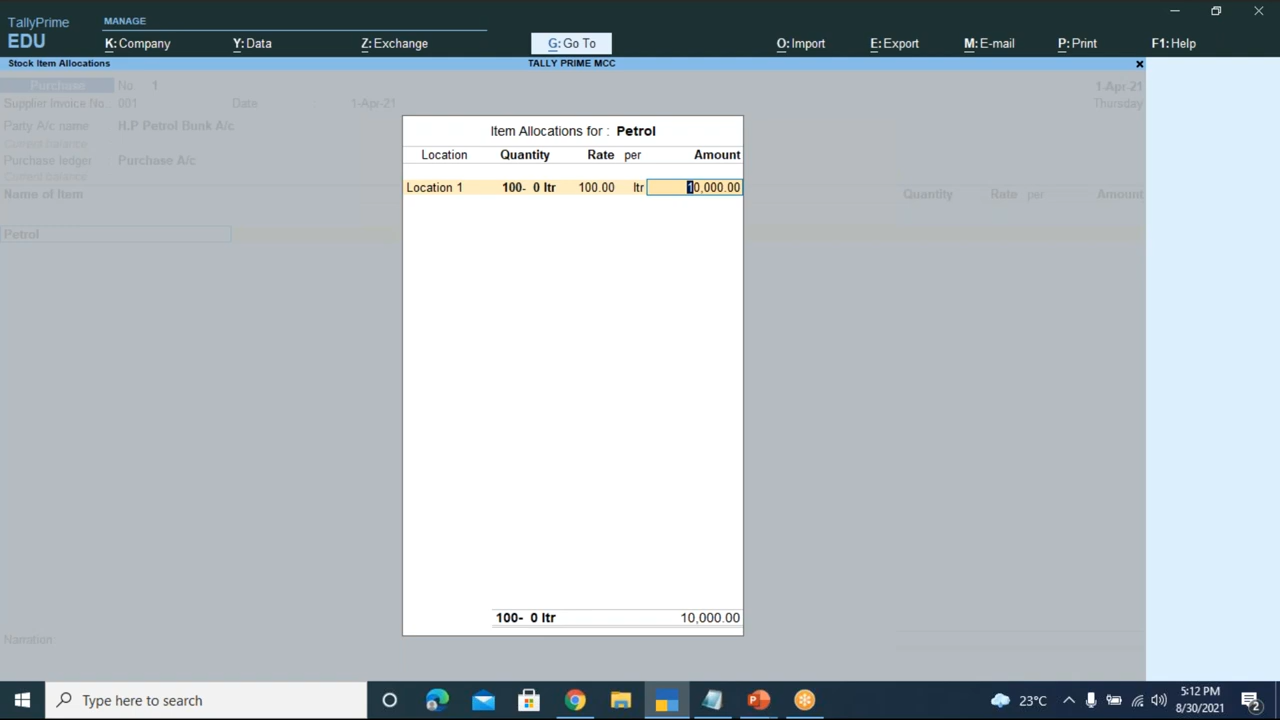 TallyPrime
EDU
MANAGE
K: Company
Y: Data
Z: Exchange
G: Go To
O: Import
E: Export
M: E-mail
P: Print
F1: Help
Stock Item Allocations
TALLY PRIME MCC
Purchase No 1
1-Apr-21
Supplier Invoice No. 001 Date 1-Apr-21
Thursday
Party A/c name : H.P Petrol Bunk A/c
Current balance
Purchase ledger : Purchase A/c
Current balance
Name of Item Quantity Rate per Amount
Petrol
Item Allocations for : Petrol
Location Quantity Rate per Amount
Location 1 100- 0 ltr 100.00 ltr 10,000.00
100- 0 ltr 10,000.00
Narration
Type here to search
23°C
5:12 PM
8/30/2021
2